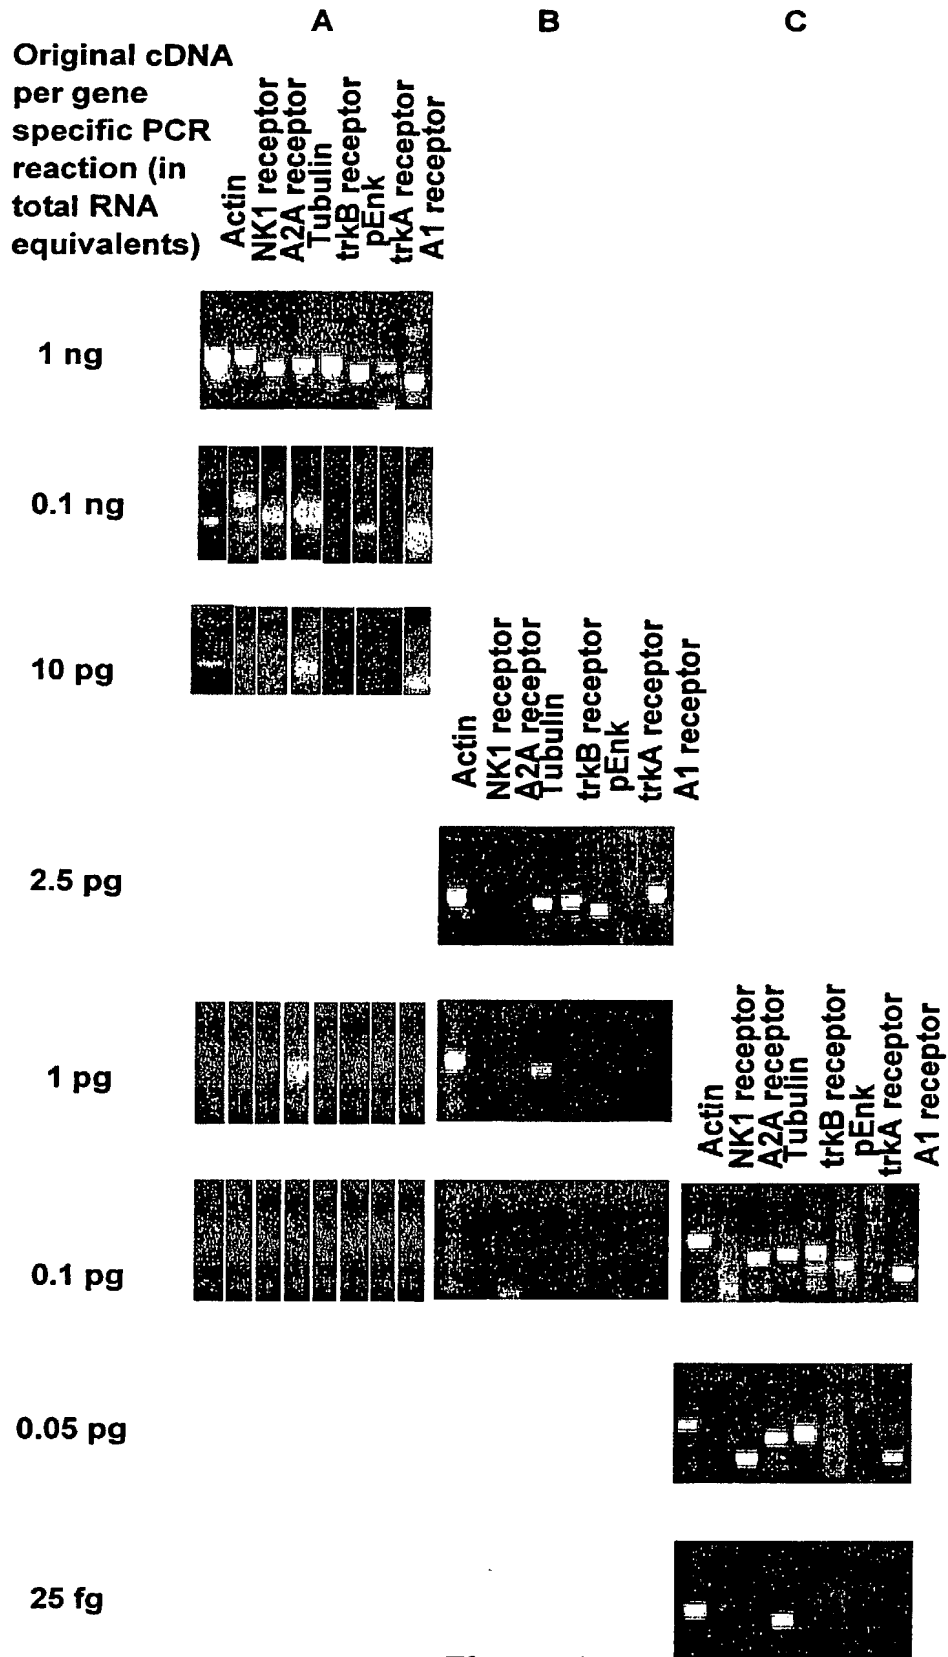 A
B
C
Original cDNA
per gene
specific PCR
reaction (in
total RNA
equivalents)
Actin
NK1 receptor
A2A receptor
Tubulin
trkB receptor
pEnk
trkA receptor
A1 receptor
1 ng
0.1 ng
10 pg
Actin
NK1 receptor
A2A receptor
Tubulin
trkB receptor
pEnk
trkA receptor
A1 receptor
2.5 pg
1 pg
Actin
NK1 receptor
A2A receptor
Tubulin
trkB receptor
pEnk
trkA receptor
A1 receptor
0.1 pg
0.05 pg
25 fg